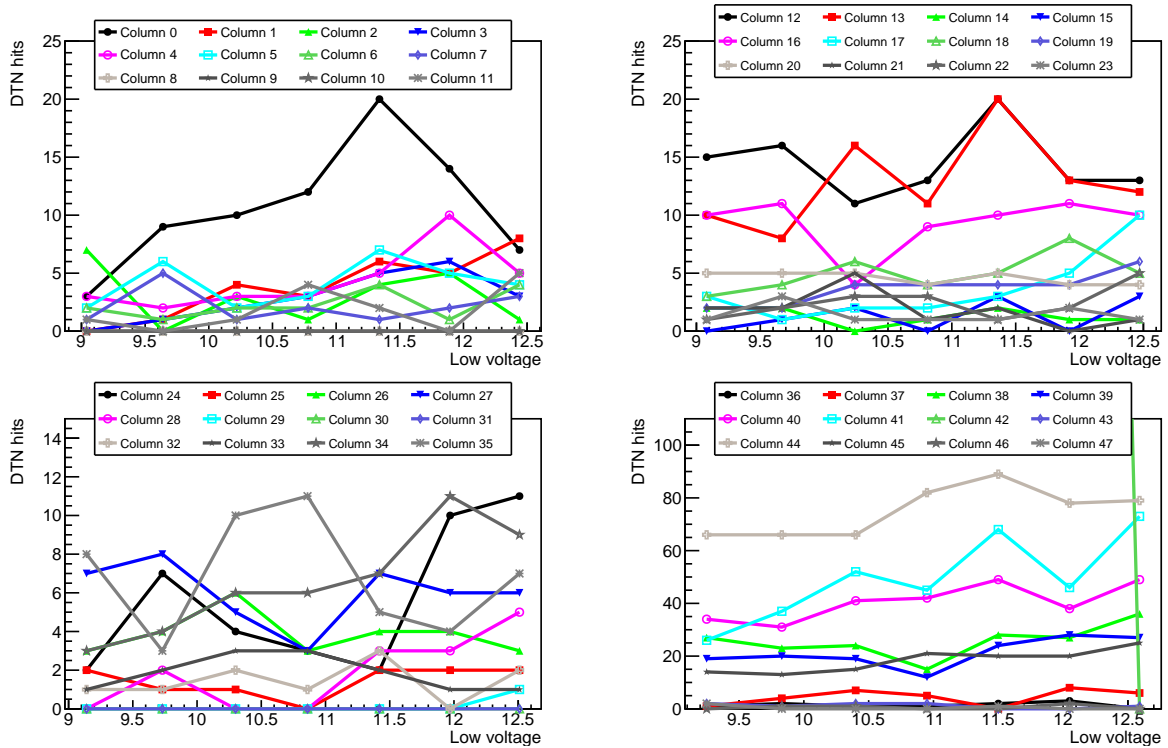 DTN hits
Column 0 Column 1 Column 2 Column 3
Column 4 Column 5 Column 6 Column 7
Column 8 Column 9 Column 10 Column 11
25
20
15
10
5
0
9 9.5 10 10.5 11 11.5 12 12.5
Low voltage
DTN hits
Column 12 Column 13 Column 14 Column 15
Column 16 Column 17 Column 18 Column 19
Column 20 Column 21 Column 22 Column 23
25
20
15
10
5
0
9 9.5 10 10.5 11 11.5 12 12.5
Low voltage
DTN hits
Column 24 Column 25 Column 26 Column 27
Column 28 Column 29 Column 30 Column 31
Column 32 Column 33 Column 34 Column 35
14
12
10
8
6
4
2
0
9 9.5 10 10.5 11 11.5 12 12.5
Low voltage
DTN hits
Column 36 Column 37 Column 38 Column 39
Column 40 Column 41 Column 42 Column 43
Column 44 Column 45 Column 46 Column 47
100
80
60
40
20
0
9.5 10 10.5 11 11.5 12 12.5
Low voltage